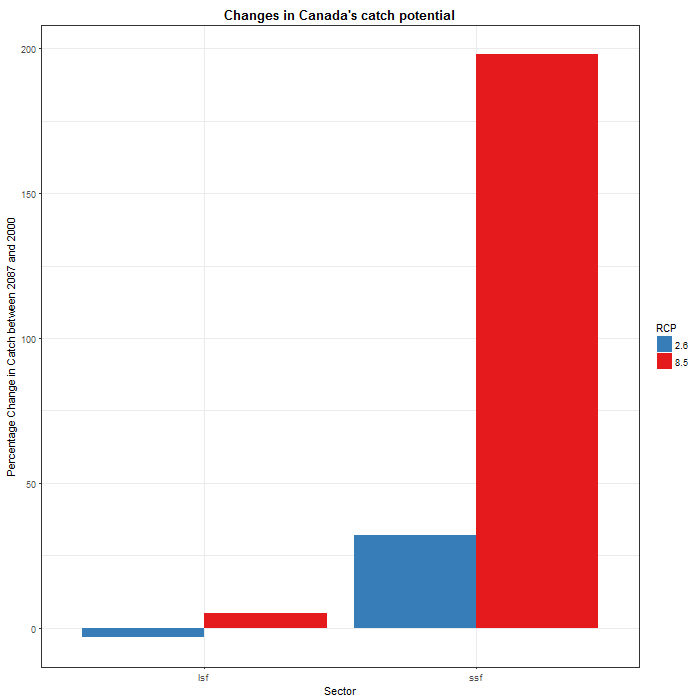 Changes in Canada's catch potential
Percentage Change in Catch between 2087 and 2000
200
150
100
50
0
lsf
ssf
Sector
RCP
2.6
8.5